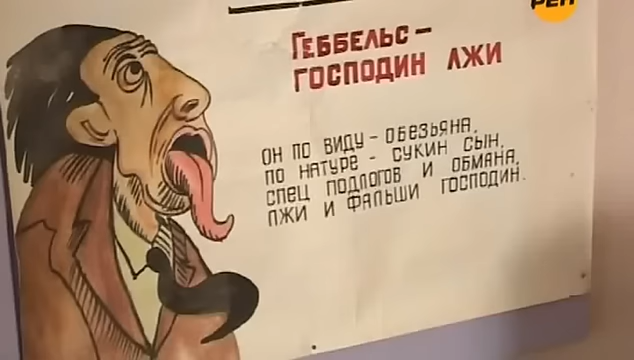 РЕН
Геббельс –
ГОСПОДИН ЛЖИ
ОН ПО ВИДУ – ОБЕЗЬЯНА,
ПО НАТУРЕ – СУКИН СЫН,
СПЕЦ ПОДЛОГОВ И ОБМАНА,
ЛЖИ И ФАЛЬШИ ГОСПОДИН.